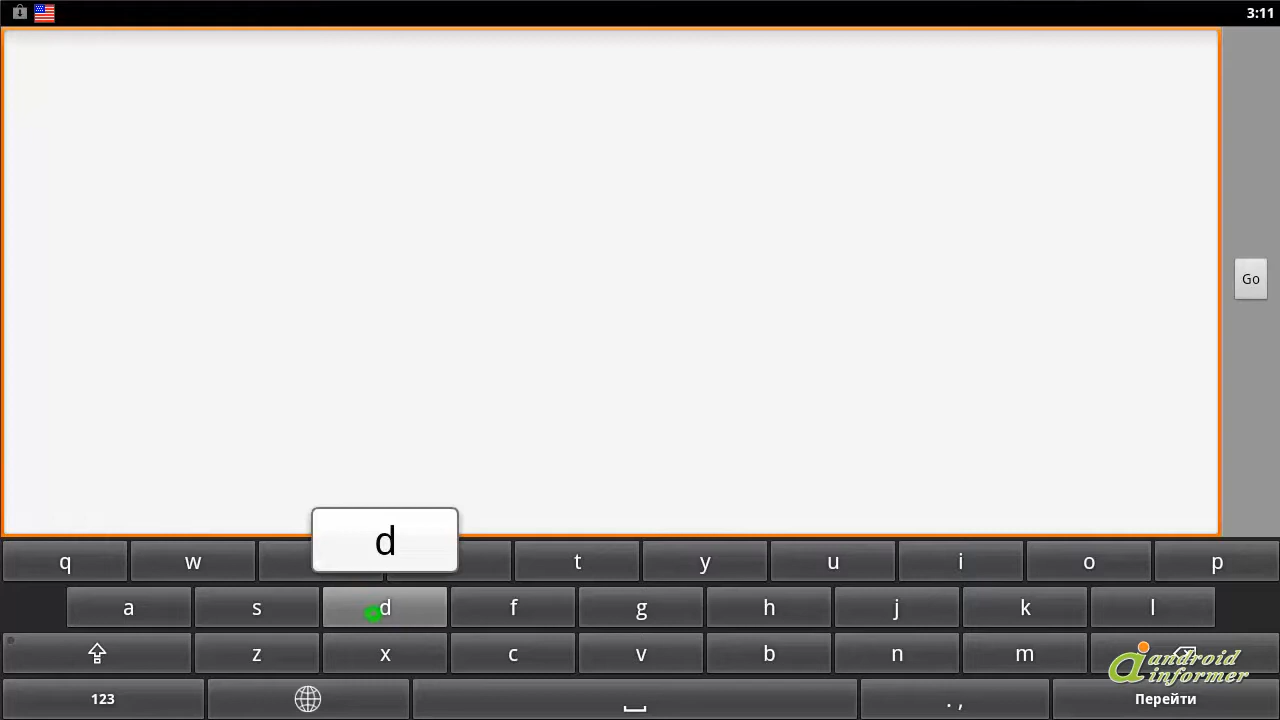 3:11
Go
d
q w t y u i o p
a s d f g h j k l
z x c v b n m
android
informer
123 . , Перейти